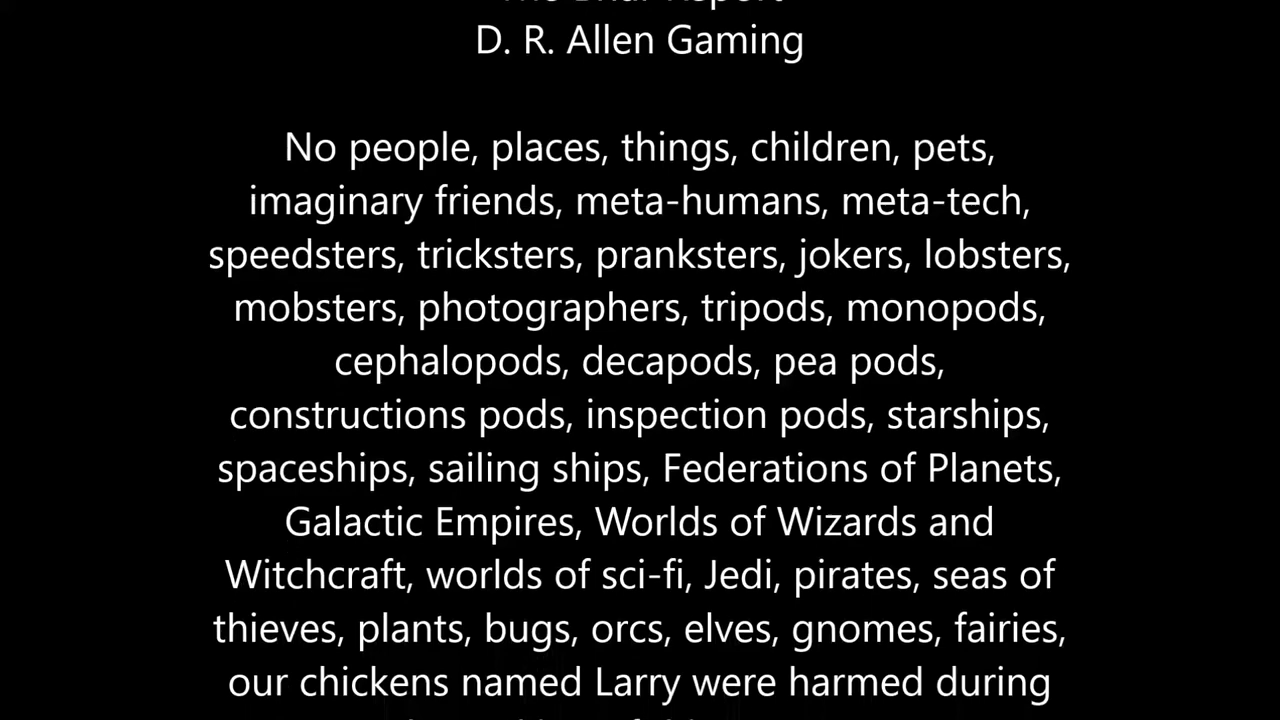 D. R. Allen Gaming
No people, places, things, children, pets,
imaginary friends, meta-humans, meta-tech,
speedsters, tricksters, pranksters, jokers, lobsters,
mobsters, photographers, tripods, monopods,
cephalopods, decapods, pea pods,
constructions pods, inspection pods, starships,
spaceships, sailing ships, Federations of Planets,
Galactic Empires, Worlds of Wizards and
Witchcraft, worlds of sci-fi, Jedi, pirates, seas of
thieves, plants, bugs, orcs, elves, gnomes, fairies,
our chickens named Larry were harmed during